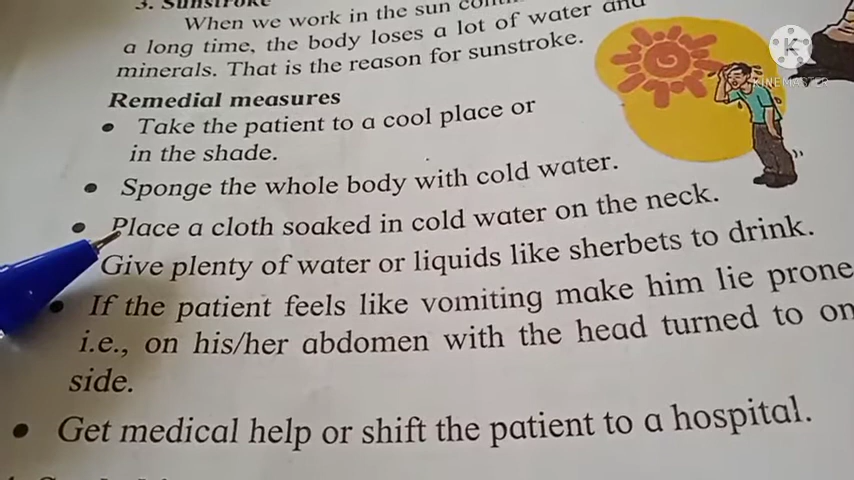 3. Sunstroke
When we work in the sun
a long time, the body loses a lot of water and
minerals. That is the reason for sunstroke.
Remedial measures
• Take the patient to a cool place or
in the shade.
• Sponge the whole body with cold water.
• Place a cloth soaked in cold water on the neck.
Give plenty of water or liquids like sherbets to drink.
• If the patient feels like vomiting make him lie prone
i.e., on his/her abdomen with the head turned to on
side.
• Get medical help or shift the patient to a hospital.
K
KINEMASTER